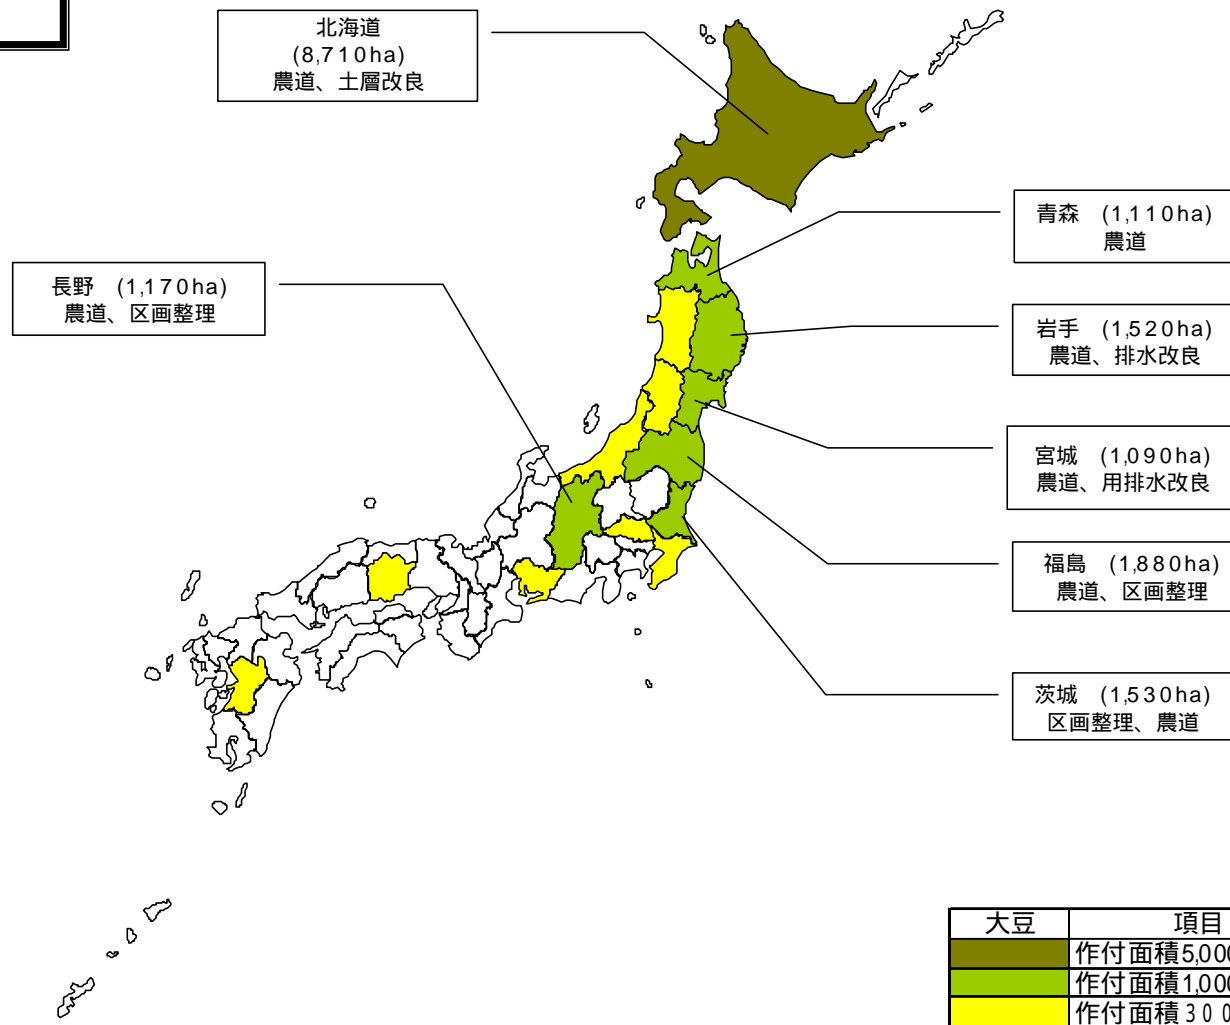 北海道
(8,710ha)
農道、土層改良
青森 (1,110ha)
農道
長野 (1,170ha)
農道、区画整理
岩手 (1,520ha)
農道、排水改良
宮城 (1,090ha)
農道、用排水改良
福島 (1,880ha)
農道、区画整理
茨城 (1,530ha)
区画整理、農道
大豆 項目
作付面積5,000
作付面積1,000
作付面積300